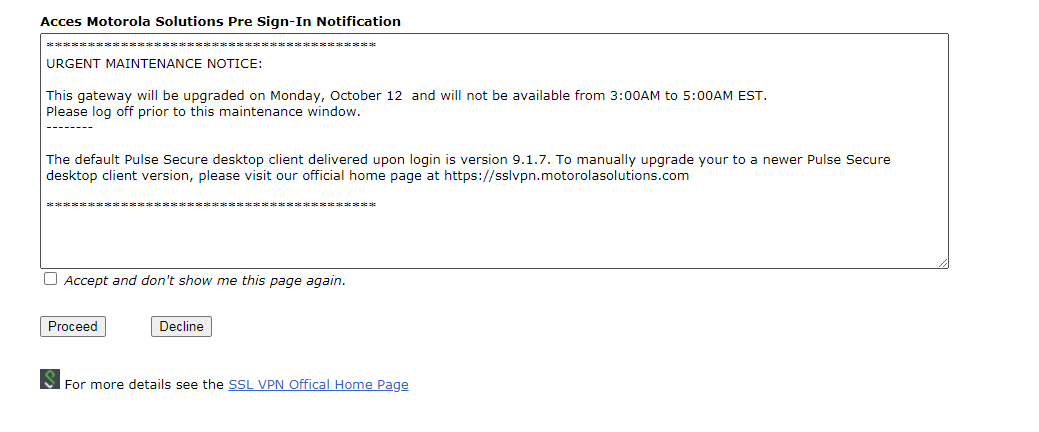 Acces Motorola Solutions Pre Sign-In Notification
****************************************
URGENT MAINTENANCE NOTICE:
This gateway will be upgraded on Monday, October 12  and will not be available from 3:00AM to 5:00AM EST.
Please log off prior to this maintenance window.
--------
The default Pulse Secure desktop client delivered upon login is version 9.1.7. To manually upgrade your to a newer Pulse Secure
desktop client version, please visit our official home page at https://sslvpn.motorolasolutions.com
****************************************
Accept and don't show me this page again.
Proceed Decline
For more details see the SSL VPN Offical Home Page